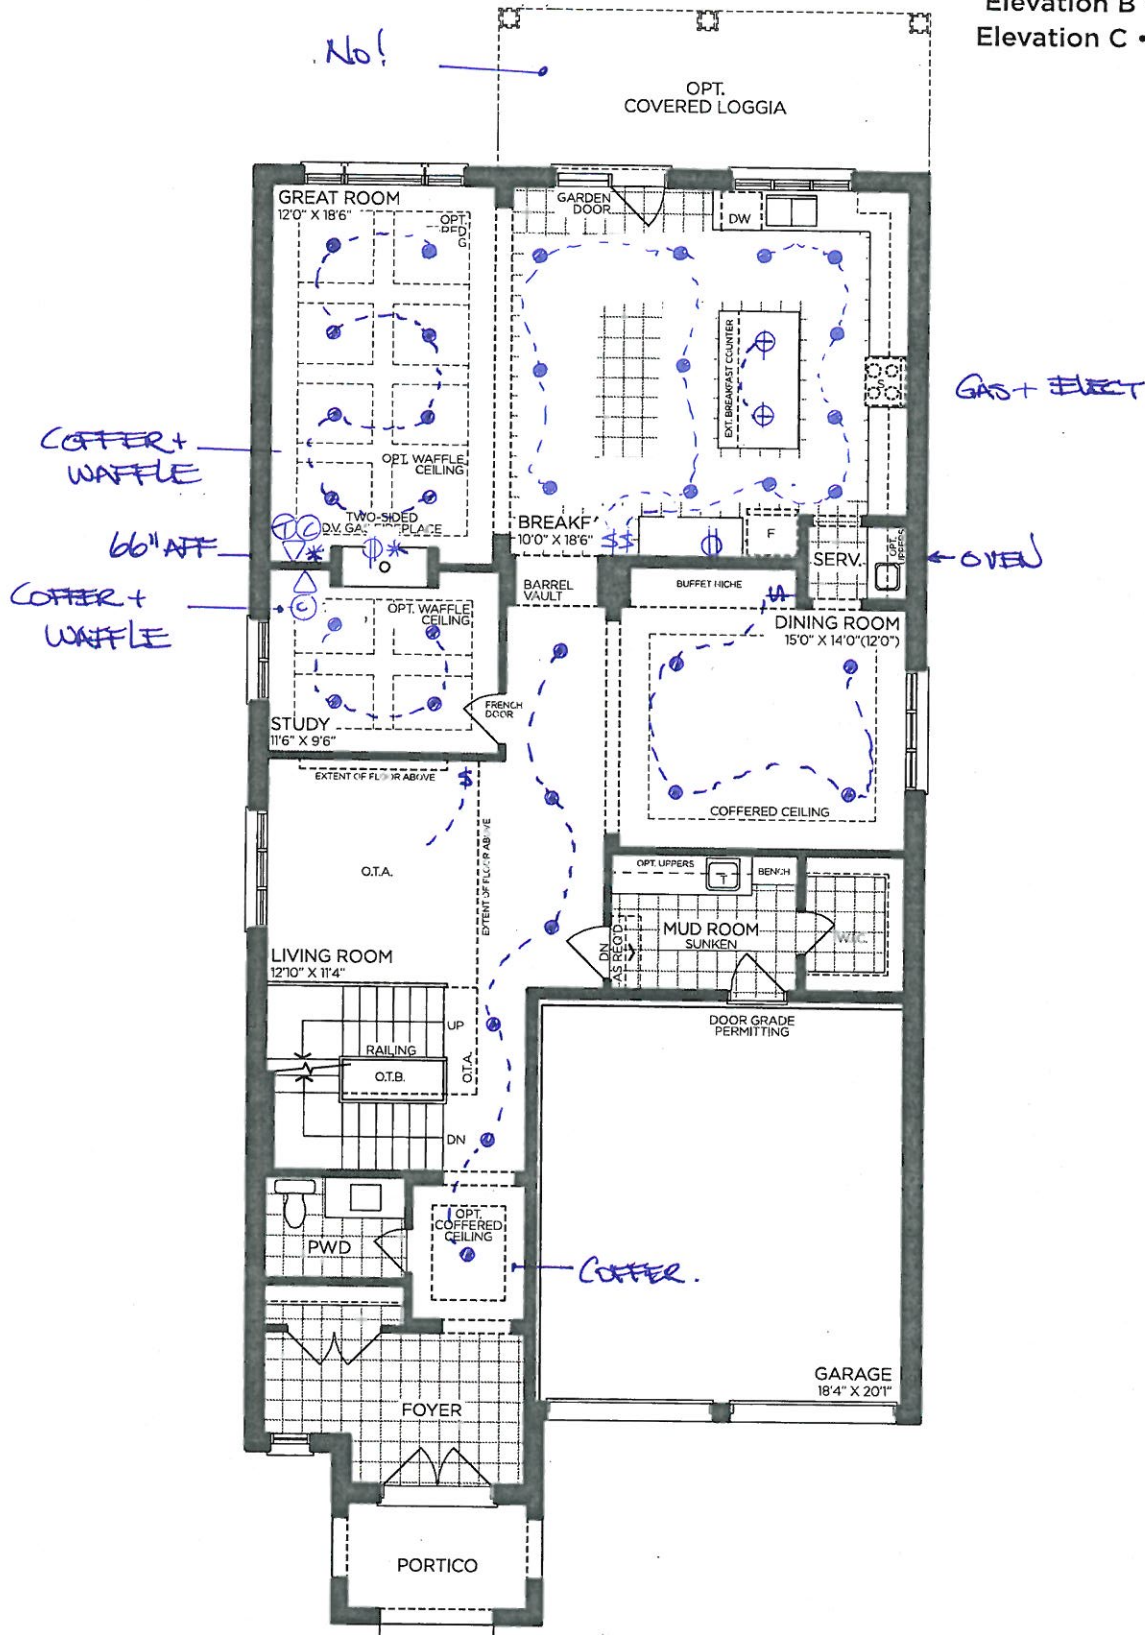 Elevation B
Elevation C •
No!
OPT.
COVERED LOGGIA
GREAT ROOM
12'0" X 18'6"
OPT.
GARDEN
DOOR
DW
EXT. BREAKFAST COUNTER
S
GAS + ELECT
COFFER +
WAFFLE
OPT. WAFFLE
CEILING
TWO-SIDED
D.V. GAS FIREPLACE
T C
66" AFF
BREAKF
10'0" X 18'6"
$$
F
SERV.
OPT.
UPPERS
OVEN
COFFER +
WAFFLE
C
OPT. WAFFLE
CEILING
BARREL
VAULT
BUFFET NICHE
DINING ROOM
15'0" X 14'0"(12'0")
FRENCH
DOOR
STUDY
11'6" X 9'6"
EXTENT OF FLOOR ABOVE
$
COFFERED CEILING
O.T.A.
EXTENT OF FLOOR ABOVE
OPT. UPPERS
T
BENCH
MUD ROOM
SUNKEN
DN
AS REQ'D
W.I.C.
LIVING ROOM
12'10" X 11'4"
DOOR GRADE
PERMITTING
UP
RAILING
O.T.B.
O.T.A.
DN
OPT.
COFFERED
CEILING
PWD
COFFER.
GARAGE
18'4" X 20'1"
FOYER
PORTICO